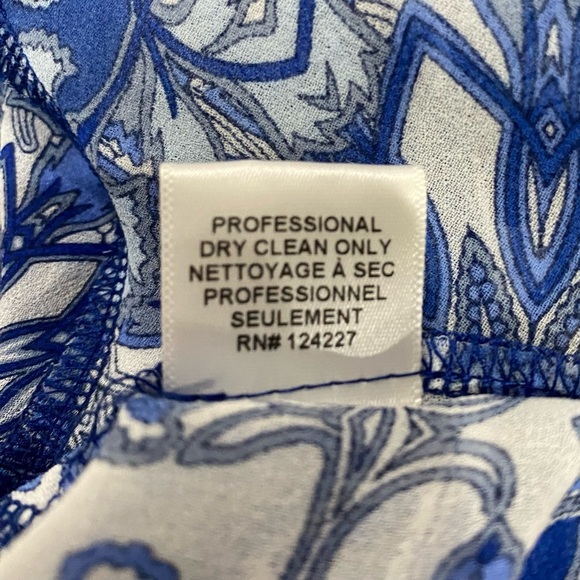 PROFESSIONAL
DRY CLEAN ONLY
NETTOYAGE À SEC
PROFESSIONNEL
SEULEMENT
RN# 124227